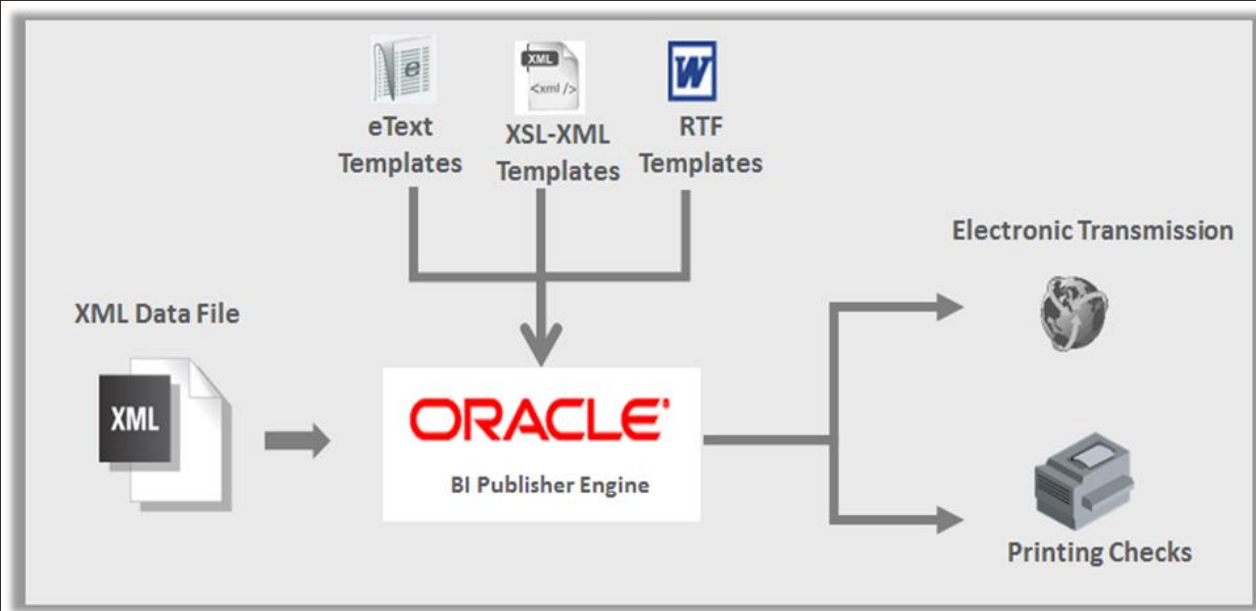 e
XML
<xml />
W
eText
Templates
XSL-XML
Templates
RTF
Templates
Electronic Transmission
XML Data File
XML
ORACLE
BI Publisher Engine
Printing Checks